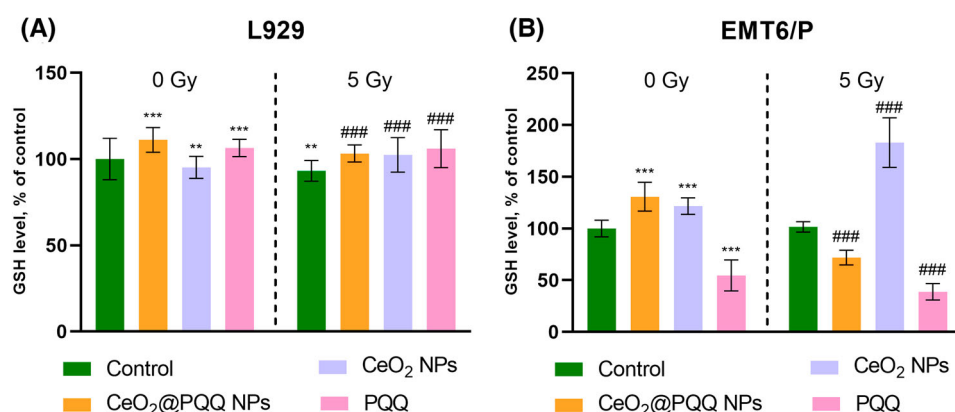 (A) L929
GSH level, % of control
150
100
50
0
0 Gy
5 Gy
*** ** ***
** ### ### ###
Control
CeO₂ NPs
CeO₂@PQQ NPs
PQQ
(B) EMT6/P
GSH level, % of control
250
200
150
100
50
0
0 Gy
5 Gy
*** *** ***
### ### ###
Control
CeO₂ NPs
CeO₂@PQQ NPs
PQQ